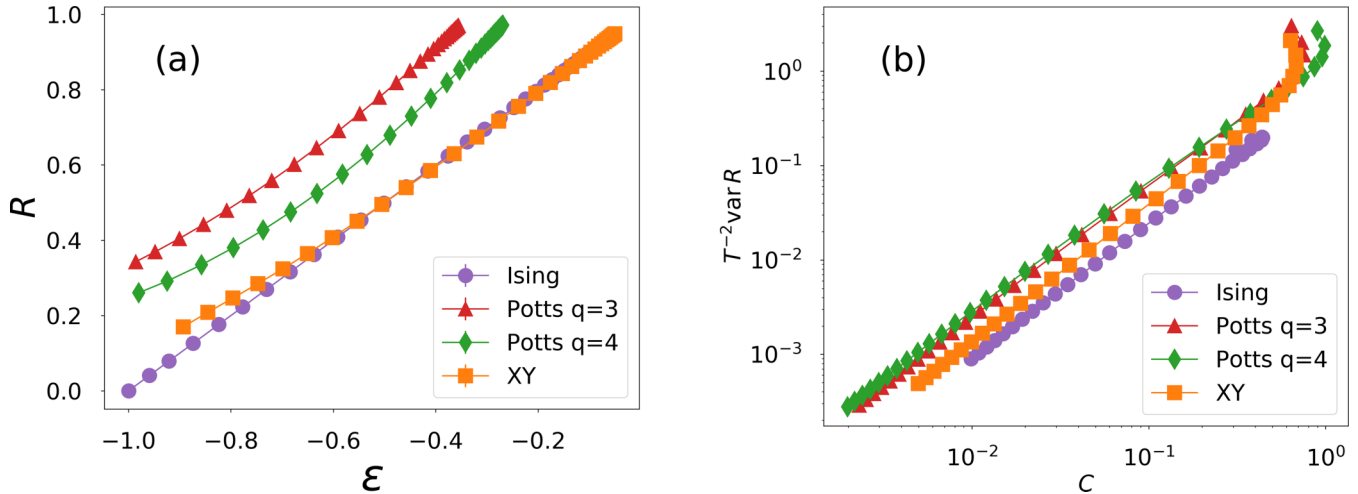 (a)
R
1.0
0.8
0.6
0.4
0.2
0.0
−1.0 −0.8 −0.6 −0.4 −0.2
ε
Ising
Potts q=3
Potts q=4
XY
(b)
T⁻²var R
10⁰
10⁻¹
10⁻²
10⁻³
10⁻² 10⁻¹ 10⁰
C
Ising
Potts q=3
Potts q=4
XY